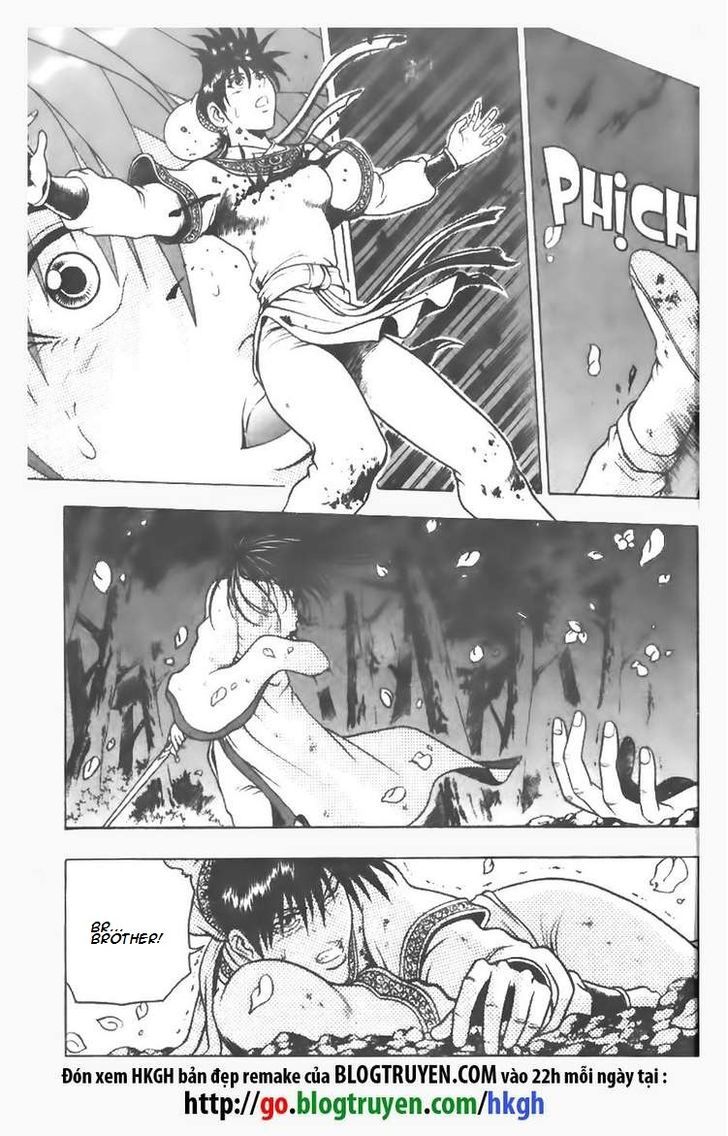 PHỊCH
BR...
BROTHER!
Đón xem HKGH bản đẹp remake của BLOGTRUYEN.COM vào 22h mỗi ngày tại :
http://go.blogtruyen.com/hkgh